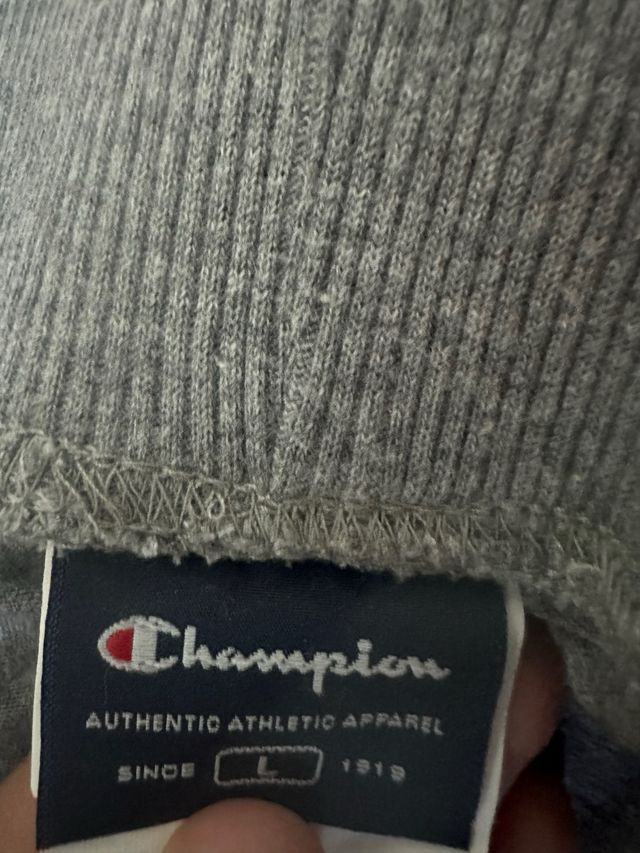 Champion
AUTHENTIC ATHLETIC APPAREL
SINCE L 1919